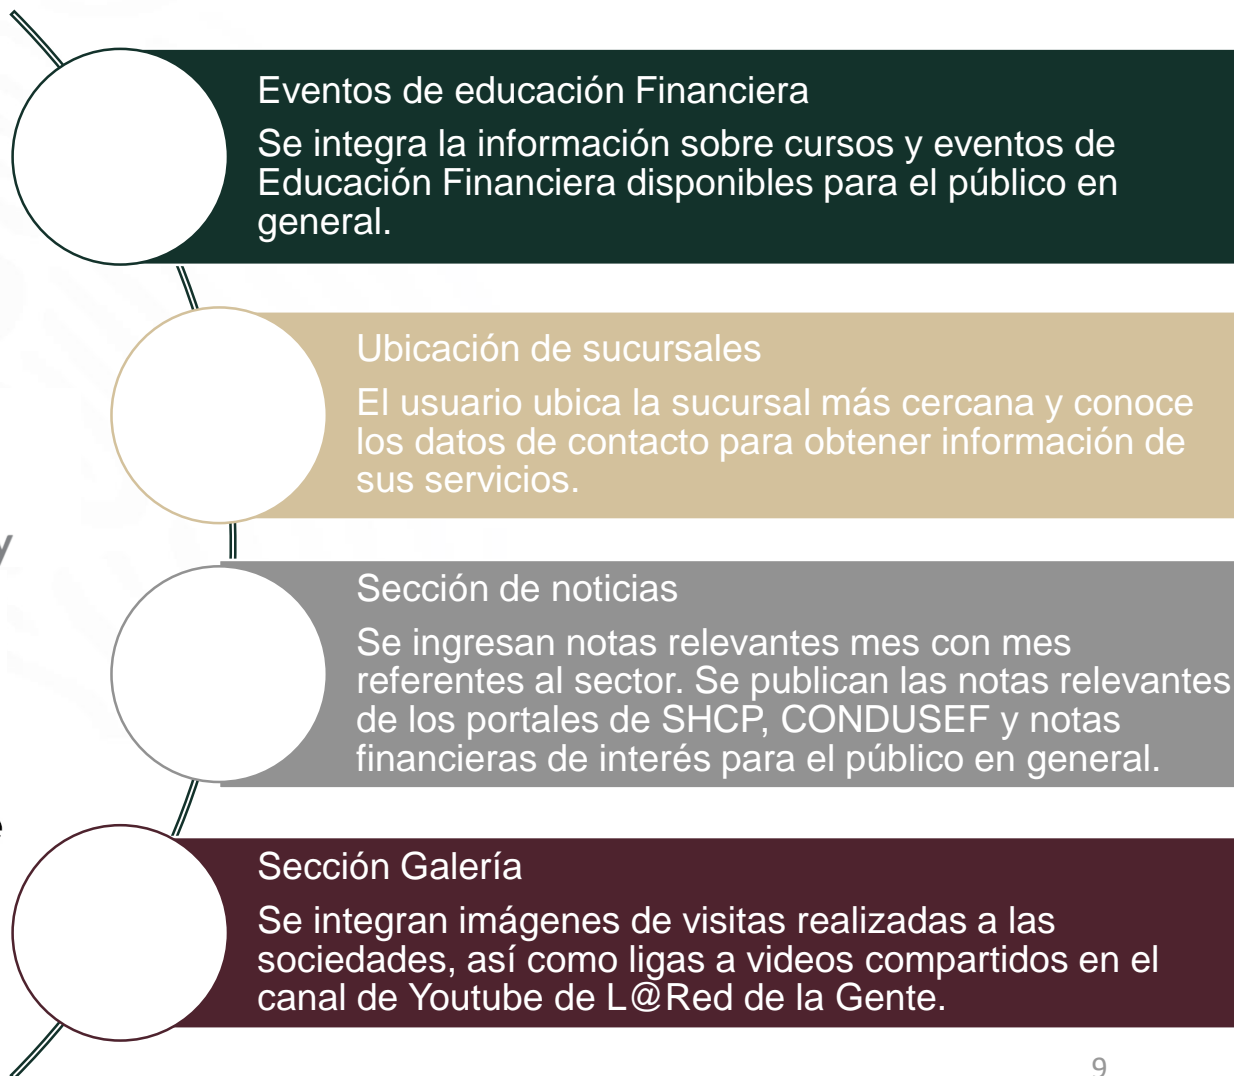 Eventos de educación Financiera
Se integra la información sobre cursos y eventos de
Educación Financiera disponibles para el público en
general.
Ubicación de sucursales
El usuario ubica la sucursal más cercana y conoce
los datos de contacto para obtener información de
sus servicios.
y
Sección de noticias
Se ingresan notas relevantes mes con mes
referentes al sector. Se publican las notas relevantes
de los portales de SHCP, CONDUSEF y notas
financieras de interés para el público en general.
Sección Galería
Se integran imágenes de visitas realizadas a las
sociedades, así como ligas a videos compartidos en el
canal de Youtube de L@Red de la Gente.
9